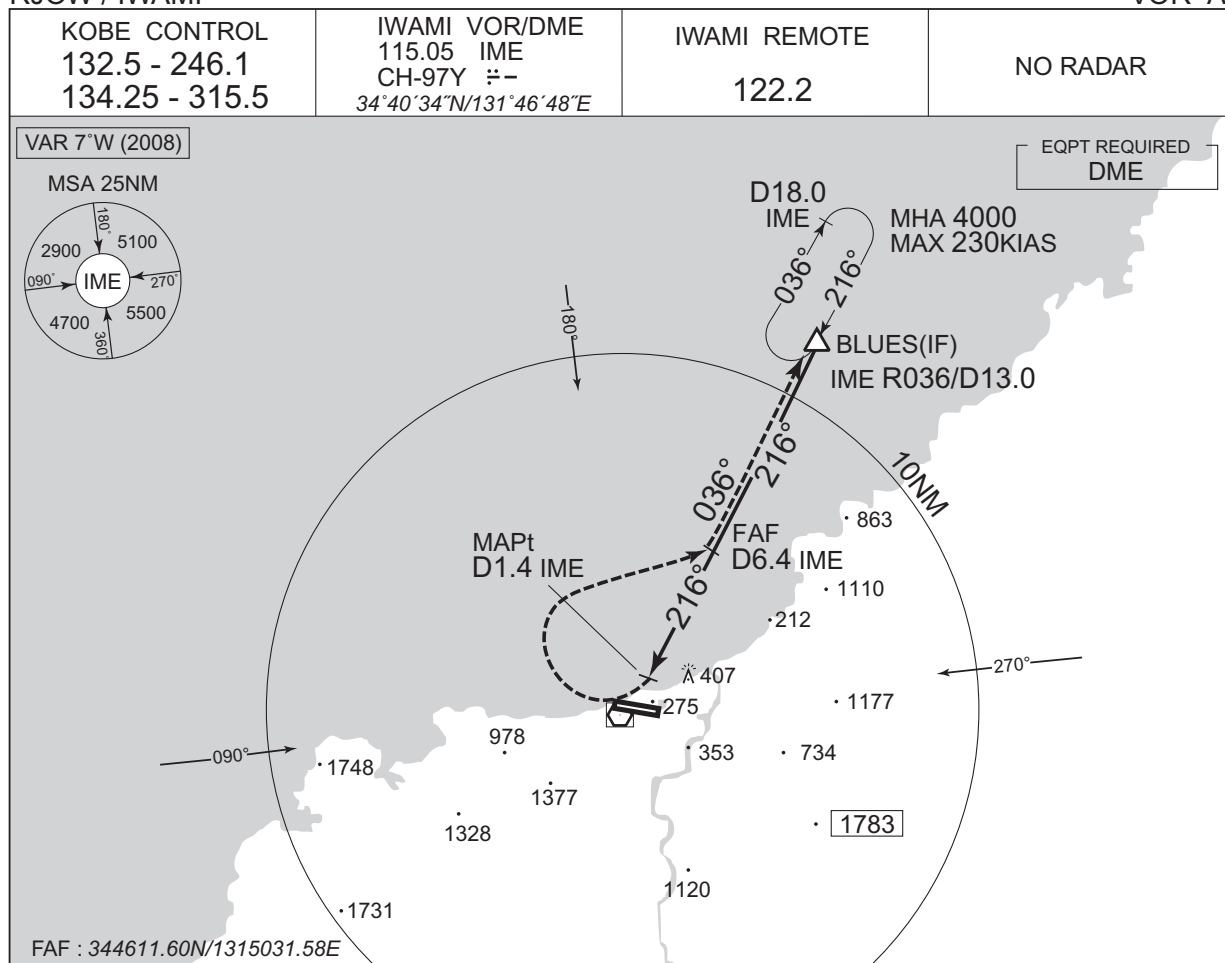 KOBE CONTROL
132.5 - 246.1
134.25 - 315.5
IWAMI VOR/DME
115.05 IME
CH-97Y
34°40´34˝N/131°46´48˝E
IWAMI REMOTE
122.2
NO RADAR
VAR 7°W (2008)
MSA 25NM
180°
2900
5100
090°
IME
270°
4700
5500
360°
EQPT REQUIRED
DME
D18.0
IME
MHA 4000
MAX 230KIAS
036°
216°
BLUES(IF)
IME R036/D13.0
180°
036°
216°
10NM
863
MAPt
D1.4 IME
FAF
D6.4 IME
216°
1110
212
270°
407
275
1177
978
353
734
090°
1748
1377
1328
1783
1120
1731
FAF : 344611.60N/1315031.58E